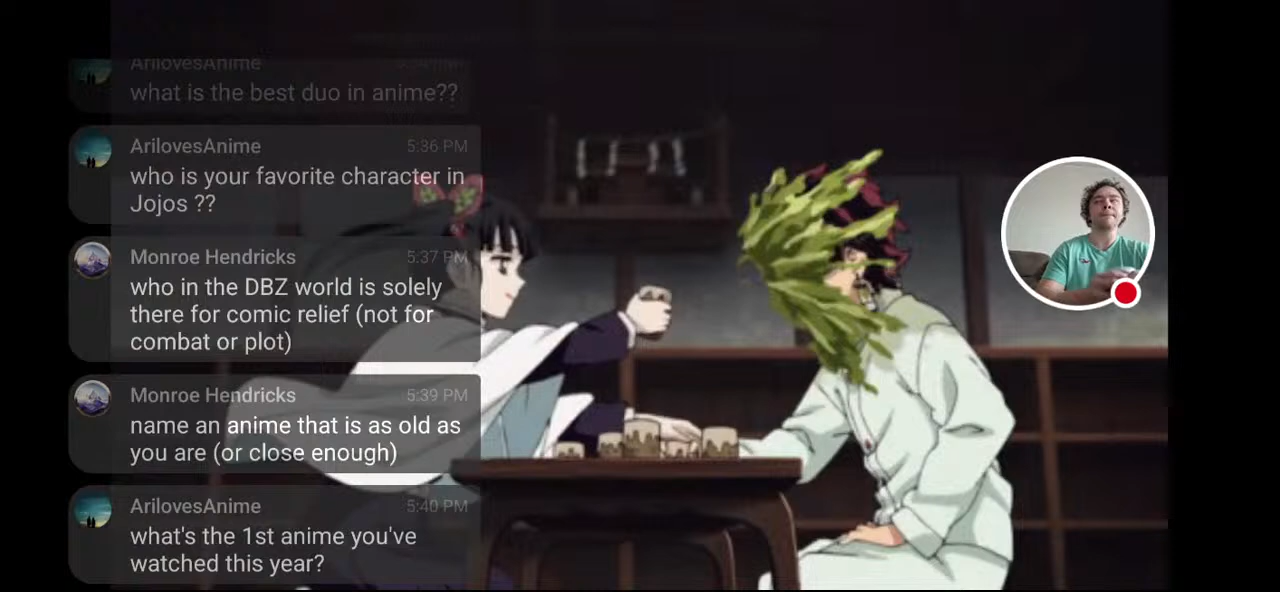 ArilovesAnime
what is the best duo in anime??
ArilovesAnime 5:36 PM
who is your favorite character in
Jojos ??
Monroe Hendricks 5:37 PM
who in the DBZ world is solely
there for comic relief (not for
combat or plot)
Monroe Hendricks 5:39 PM
name an anime that is as old as
you are (or close enough)
ArilovesAnime 5:40 PM
what's the 1st anime you've
watched this year?